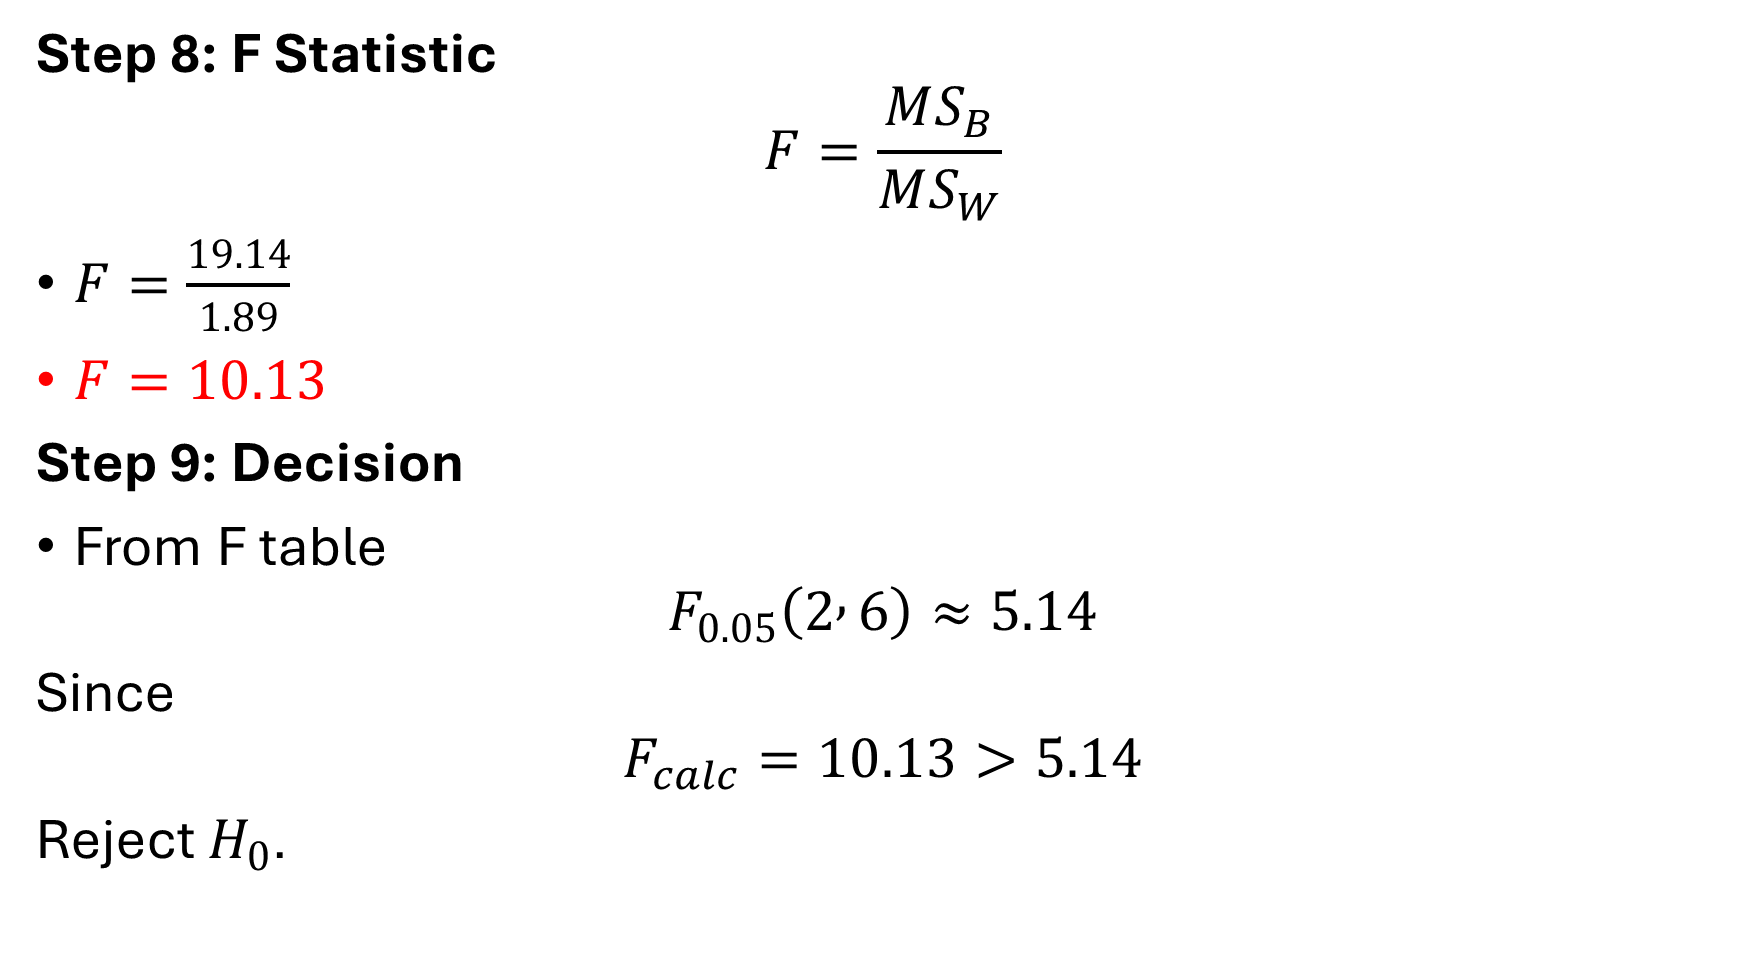 Step 8: F Statistic
F = MS_B / MS_W
• F = 19.14 / 1.89
• F = 10.13
Step 9: Decision
• From F table
F_0.05(2, 6) ≈ 5.14
Since
F_calc = 10.13 > 5.14
Reject H_0.